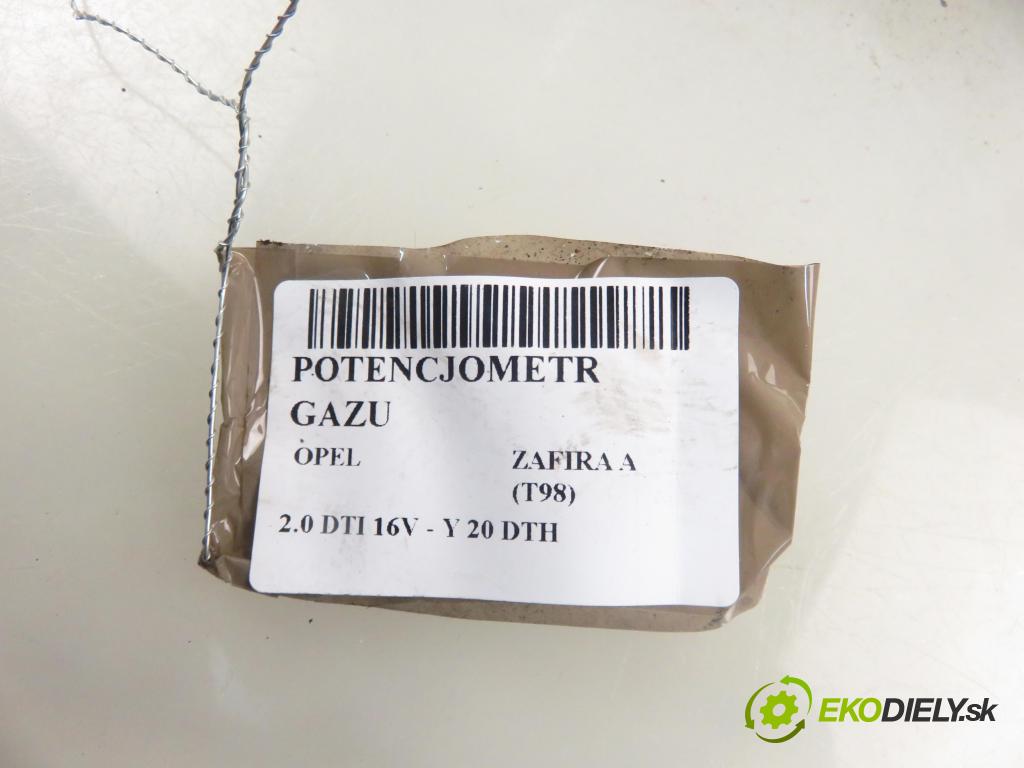 POTENCJOMETR
GAZU
OPEL ZAFIRA A
(T98)
2.0 DTI 16V - Y 20 DTH
EKODIELY.sk